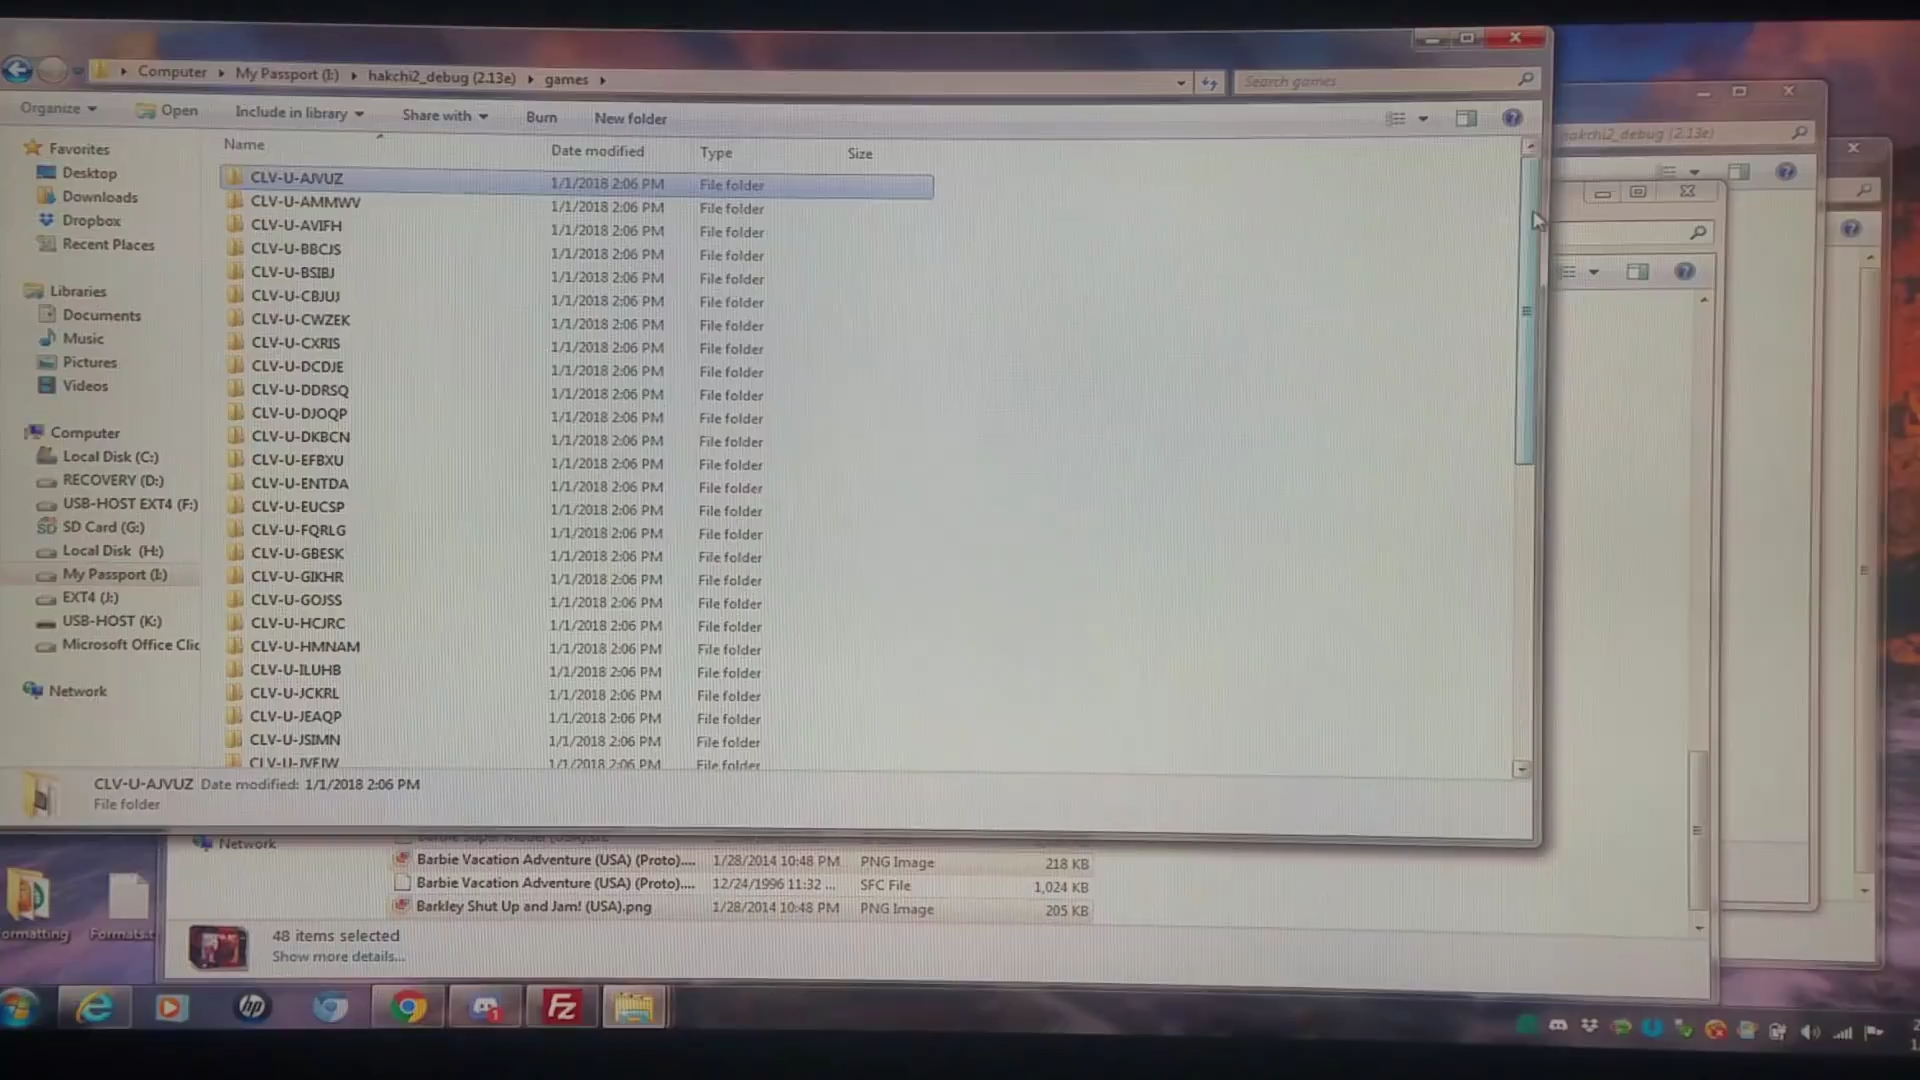 Computer ▸ My Passport (I:) ▸ hakchi2_debug (2.13e) ▸ games ▸
Search games
Organize Open Include in library Share with Burn New folder
hakchi2_debug (2.13e)
Name Date modified Type Size
Favorites
Desktop
Downloads
Dropbox
Recent Places
Libraries
Documents
Music
Pictures
Videos
Computer
Local Disk (C:)
RECOVERY (D:)
USB-HOST EXT4 (F:)
SD Card (G:)
Local Disk (H:)
My Passport (I:)
EXT4 (J:)
USB-HOST (K:)
Microsoft Office Clic
Network
CLV-U-AJVUZ 1/1/2018 2:06 PM File folder
CLV-U-AMMWV 1/1/2018 2:06 PM File folder
CLV-U-AVIFH 1/1/2018 2:06 PM File folder
CLV-U-BBCJS 1/1/2018 2:06 PM File folder
CLV-U-BSIBJ 1/1/2018 2:06 PM File folder
CLV-U-CBJUJ 1/1/2018 2:06 PM File folder
CLV-U-CWZEK 1/1/2018 2:06 PM File folder
CLV-U-CXRIS 1/1/2018 2:06 PM File folder
CLV-U-DCDJE 1/1/2018 2:06 PM File folder
CLV-U-DDRSQ 1/1/2018 2:06 PM File folder
CLV-U-DJOQP 1/1/2018 2:06 PM File folder
CLV-U-DKBCN 1/1/2018 2:06 PM File folder
CLV-U-EFBXU 1/1/2018 2:06 PM File folder
CLV-U-ENTDA 1/1/2018 2:06 PM File folder
CLV-U-EUCSP 1/1/2018 2:06 PM File folder
CLV-U-FQRLG 1/1/2018 2:06 PM File folder
CLV-U-GBESK 1/1/2018 2:06 PM File folder
CLV-U-GIKHR 1/1/2018 2:06 PM File folder
CLV-U-GOJSS 1/1/2018 2:06 PM File folder
CLV-U-HCJRC 1/1/2018 2:06 PM File folder
CLV-U-HMNAM 1/1/2018 2:06 PM File folder
CLV-U-ILUHB 1/1/2018 2:06 PM File folder
CLV-U-JCKRL 1/1/2018 2:06 PM File folder
CLV-U-JEAQP 1/1/2018 2:06 PM File folder
CLV-U-JSIMN 1/1/2018 2:06 PM File folder
1/1/2018 2:06 PM File folder
CLV-U-AJVUZ Date modified: 1/1/2018 2:06 PM
File folder
Network
Barbie Vacation Adventure (USA) (Proto).... 1/28/2014 10:48 PM PNG Image 218 KB
Barbie Vacation Adventure (USA) (Proto).... 12/24/1996 11:32 ... SFC File 1,024 KB
Barkley Shut Up and Jam! (USA).png 1/28/2014 10:48 PM PNG Image 205 KB
48 items selected
Show more details...
ormatting Formats.t
hp
1
FZ